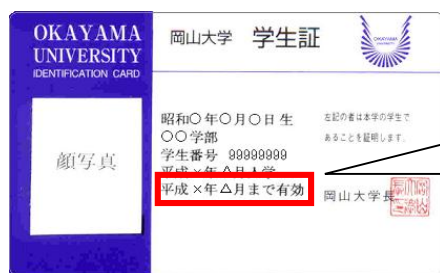 OKAYAMA
UNIVERSITY
IDENTIFICATION CARD
岡山大学 学生証
顔写真
昭和○年○月○日生
○○学部
学生番号 99999999
平成×年△月入学
平成×年△月まで有効
左記の者は本学の学生で
あることを証明します。
岡山大学長